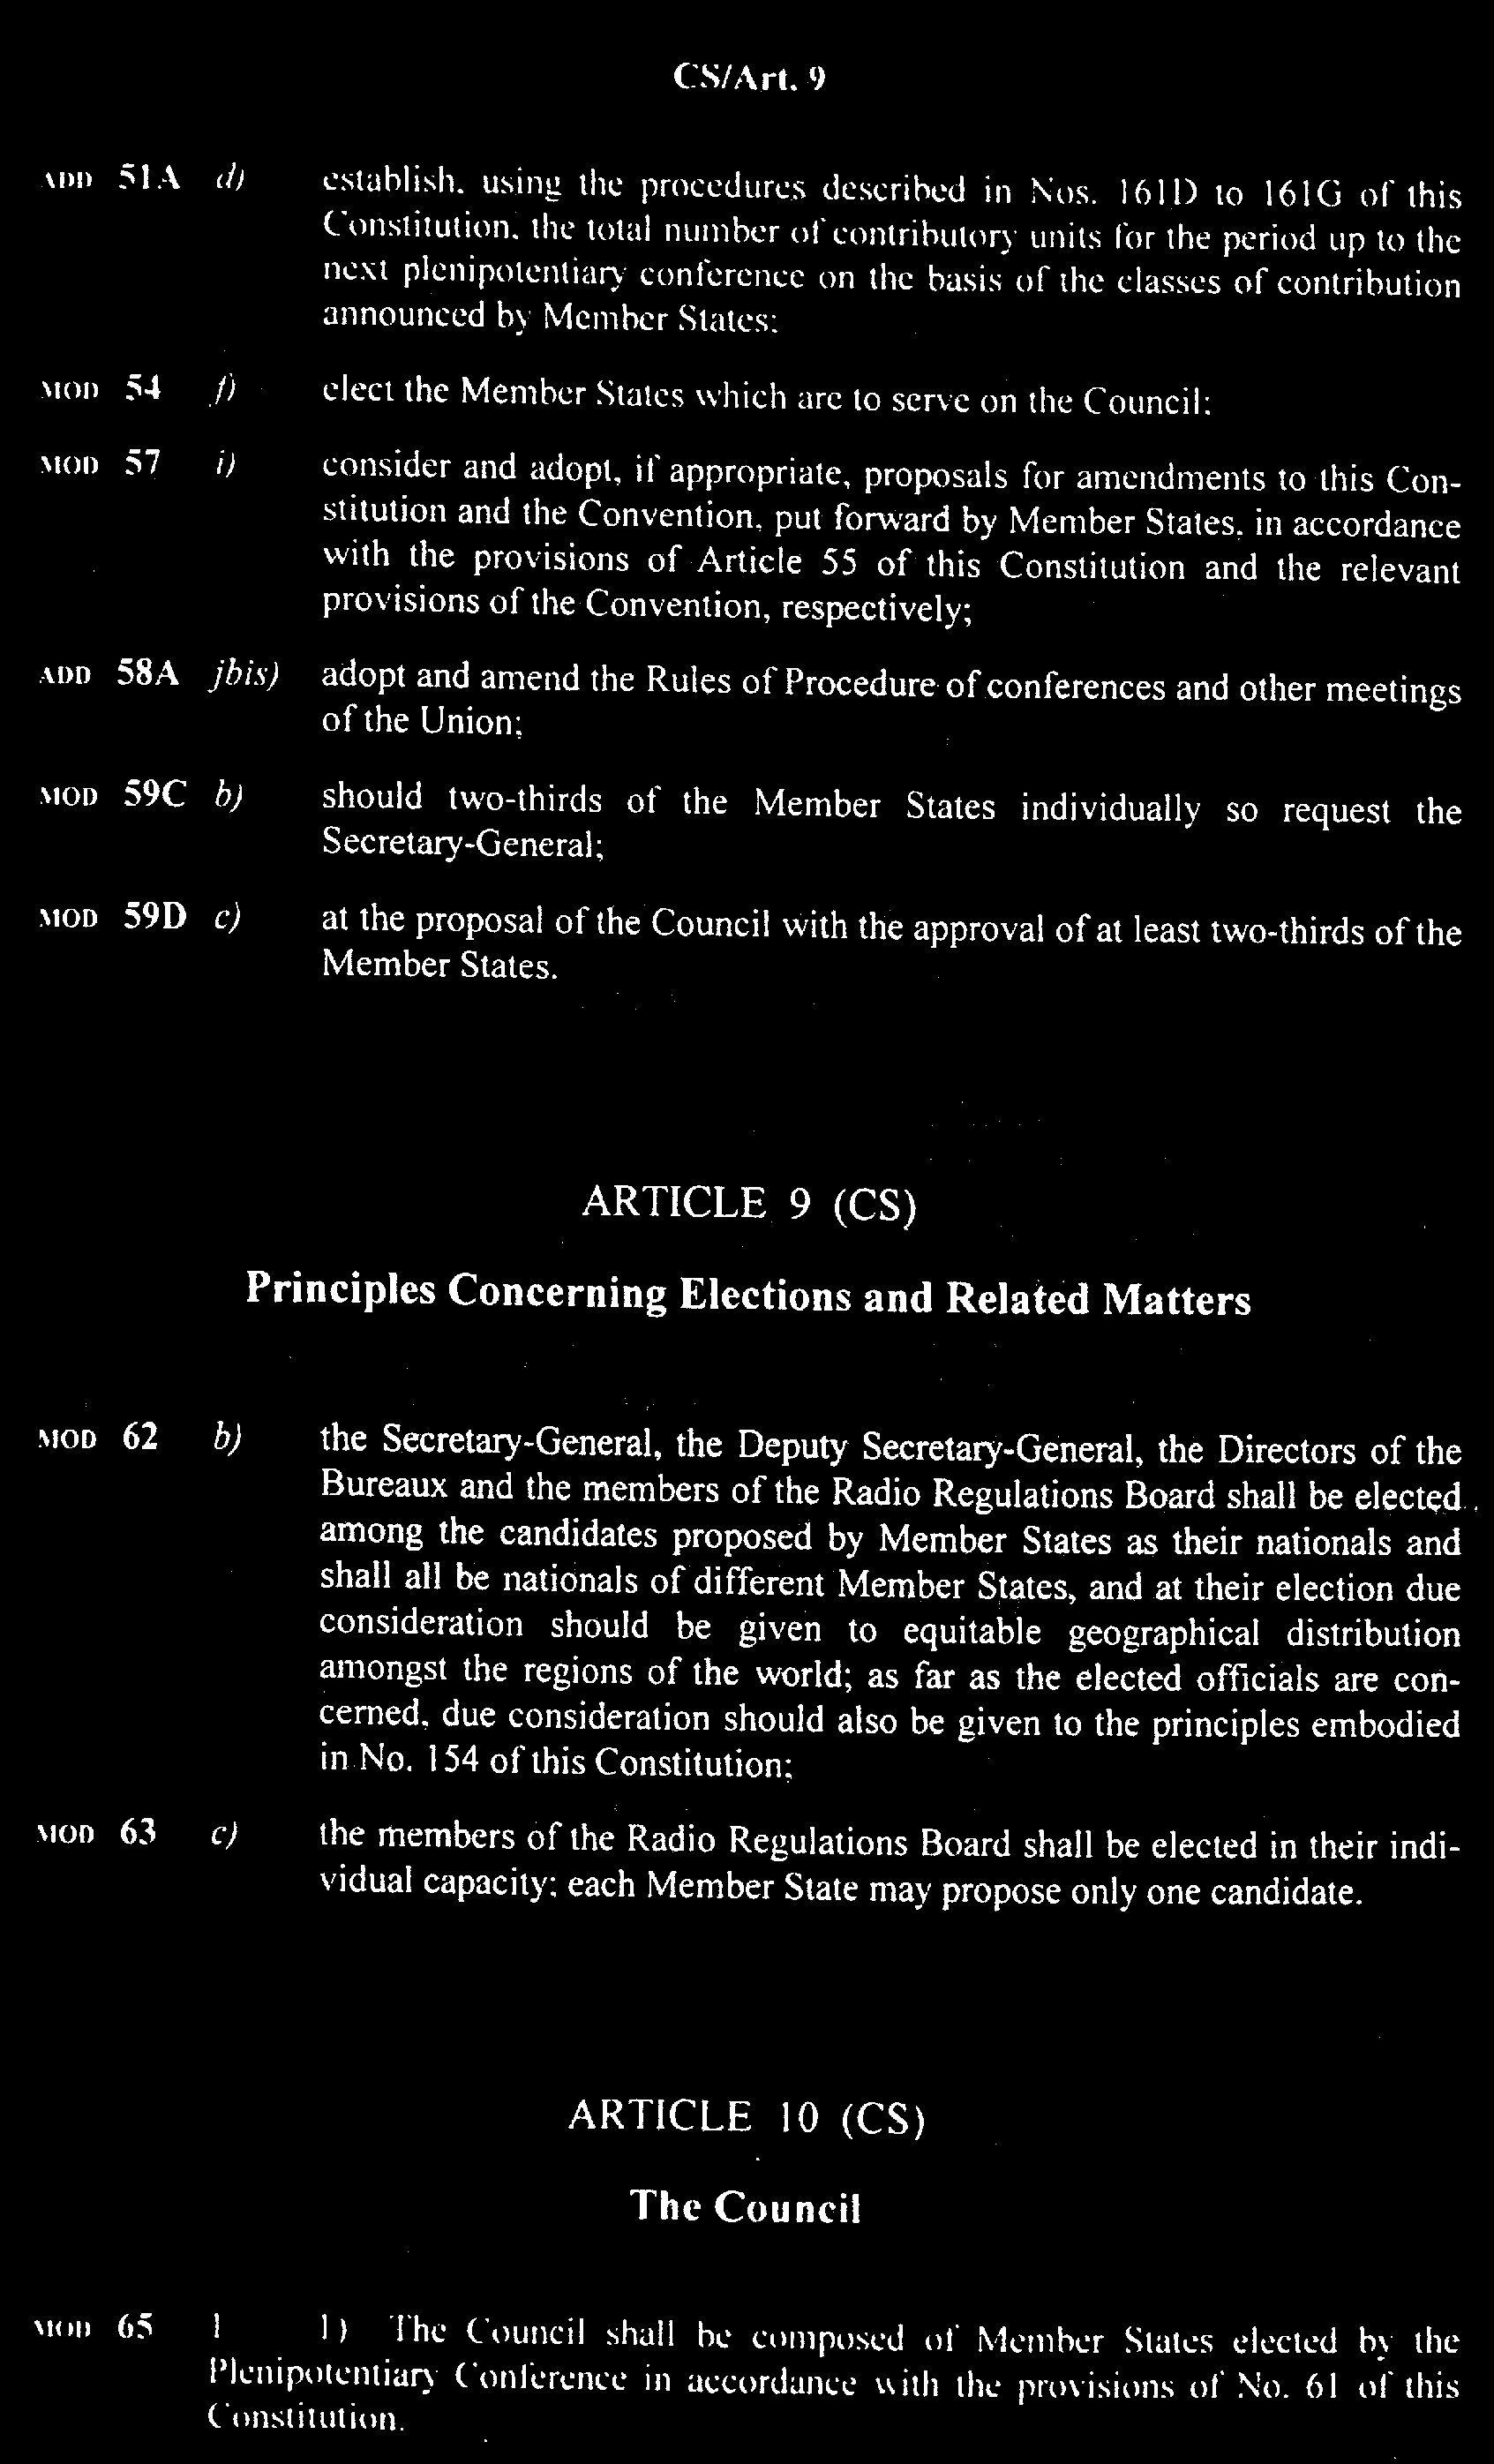 CS/Art. 9
ADD 51A d) establish, using the procedures described in Nos. 161D to 161G of this
Constitution, the total number of contributory units for the period up to the
next plenipotentiary conference on the basis of the classes of contribution
announced by Member States;
MOD 54 f) elect the Member States which are to serve on the Council;
MOD 57 i) consider and adopt, if appropriate, proposals for amendments to this Con-
stitution and the Convention, put forward by Member States, in accordance
with the provisions of Article 55 of this Constitution and the relevant
provisions of the Convention, respectively;
ADD 58A jbis) adopt and amend the Rules of Procedure of conferences and other meetings
of the Union;
MOD 59C b) should two-thirds of the Member States individually so request the
Secretary-General;
MOD 59D c) at the proposal of the Council with the approval of at least two-thirds of the
Member States.
ARTICLE 9 (CS)
Principles Concerning Elections and Related Matters
MOD 62 b) the Secretary-General, the Deputy Secretary-General, the Directors of the
Bureaux and the members of the Radio Regulations Board shall be elected
among the candidates proposed by Member States as their nationals and
shall all be nationals of different Member States, and at their election due
consideration should be given to equitable geographical distribution
amongst the regions of the world; as far as the elected officials are con-
cerned, due consideration should also be given to the principles embodied
in No. 154 of this Constitution;
MOD 63 c) the members of the Radio Regulations Board shall be elected in their indi-
vidual capacity; each Member State may propose only one candidate.
ARTICLE 10 (CS)
The Council
MOD 65 1 1) The Council shall be composed of Member States elected by the
Plenipotentiary Conference in accordance with the provisions of No. 61 of this
Constitution.